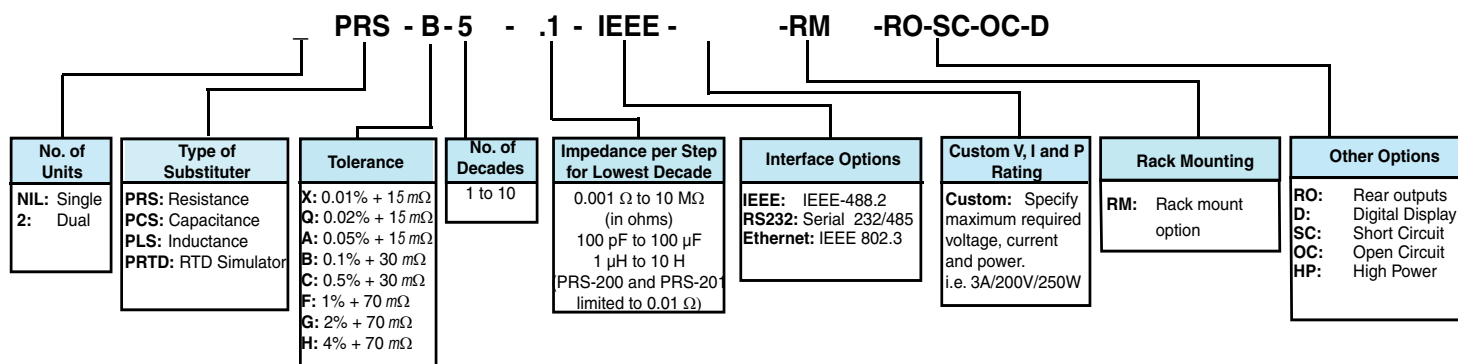 _ PRS - B - 5 - .1 - IEEE - -RM -RO-SC-OC-D
No. of
Units
NIL: Single
2: Dual
Type of
Substituter
PRS: Resistance
PCS: Capacitance
PLS: Inductance
PRTD: RTD Simulator
Tolerance
X: 0.01% + 15 mΩ
Q: 0.02% + 15 mΩ
A: 0.05% + 15 mΩ
B: 0.1% + 30 mΩ
C: 0.5% + 30 mΩ
F: 1% + 70 mΩ
G: 2% + 70 mΩ
H: 4% + 70 mΩ
No. of
Decades
1 to 10
Impedance per Step
for Lowest Decade
0.001 Ω to 10 MΩ
(in ohms)
100 pF to 100 µF
1 µH to 10 H
(PRS-200 and PRS-201
limited to 0.01 Ω)
Interface Options
IEEE: IEEE-488.2
RS232: Serial 232/485
Ethernet: IEEE 802.3
Custom V, I and P
Rating
Custom: Specify
maximum required
voltage, current
and power.
i.e. 3A/200V/250W
Rack Mounting
RM: Rack mount
option
Other Options
RO: Rear outputs
D: Digital Display
SC: Short Circuit
OC: Open Circuit
HP: High Power